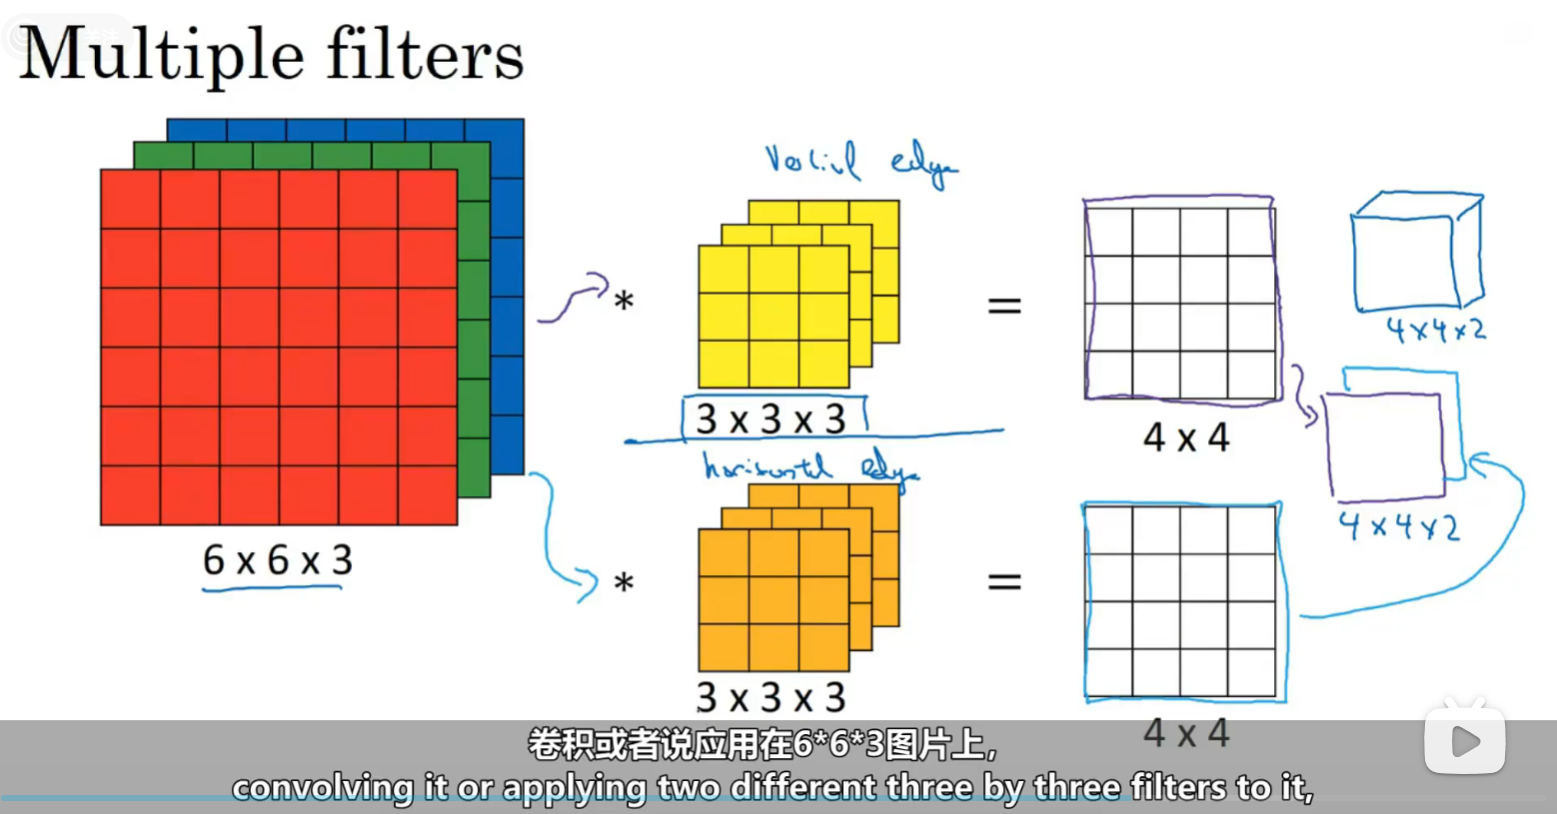 关注
Multiple filters
Vertical edge
*
=
4x4x2
3 x 3 x 3
4 x 4
horizontal edge
4x4x2
6 x 6 x 3
*
=
3 x 3 x 3
4 x 4
卷积或者说应用在6*6*3图片上，
convolving it or applying two different three by three filters to it,